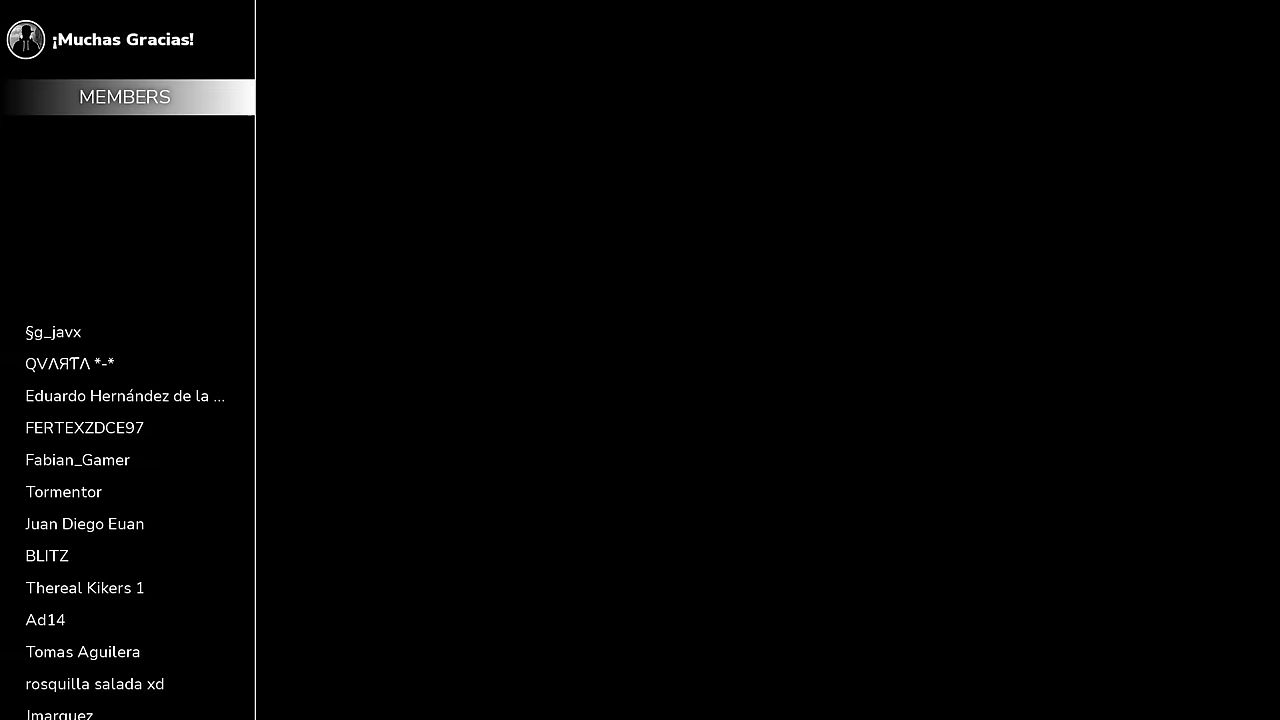 ¡Muchas Gracias!
MEMBERS
§g_javx
QVΛЯTΛ *-*
Eduardo Hernández de la ...
FERTEXZDCE97
Fabian_Gamer
Tormentor
Juan Diego Euan
BLITZ
Thereal Kikers 1
Ad14
Tomas Aguilera
rosquilla salada xd